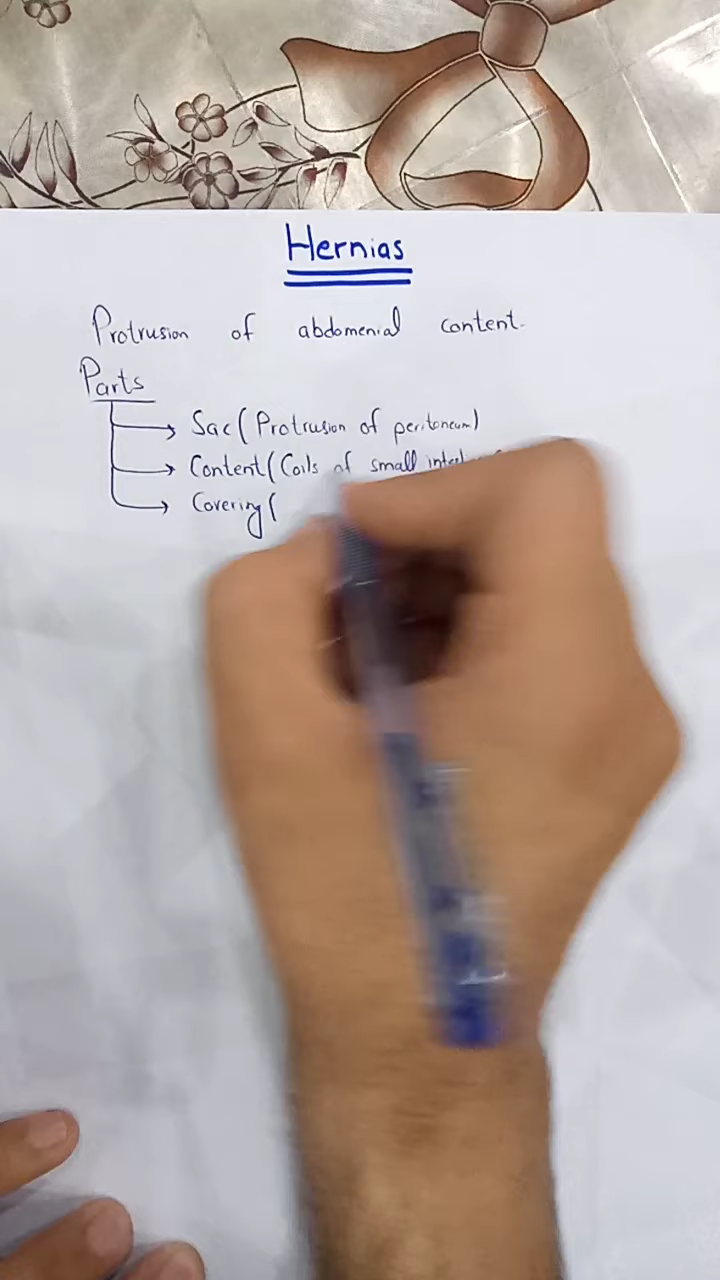 Hernias
Protrusion of abdomenial content.
Parts
Sac (Protrusion of peritoneum)
Content (Coils of small
Covering (